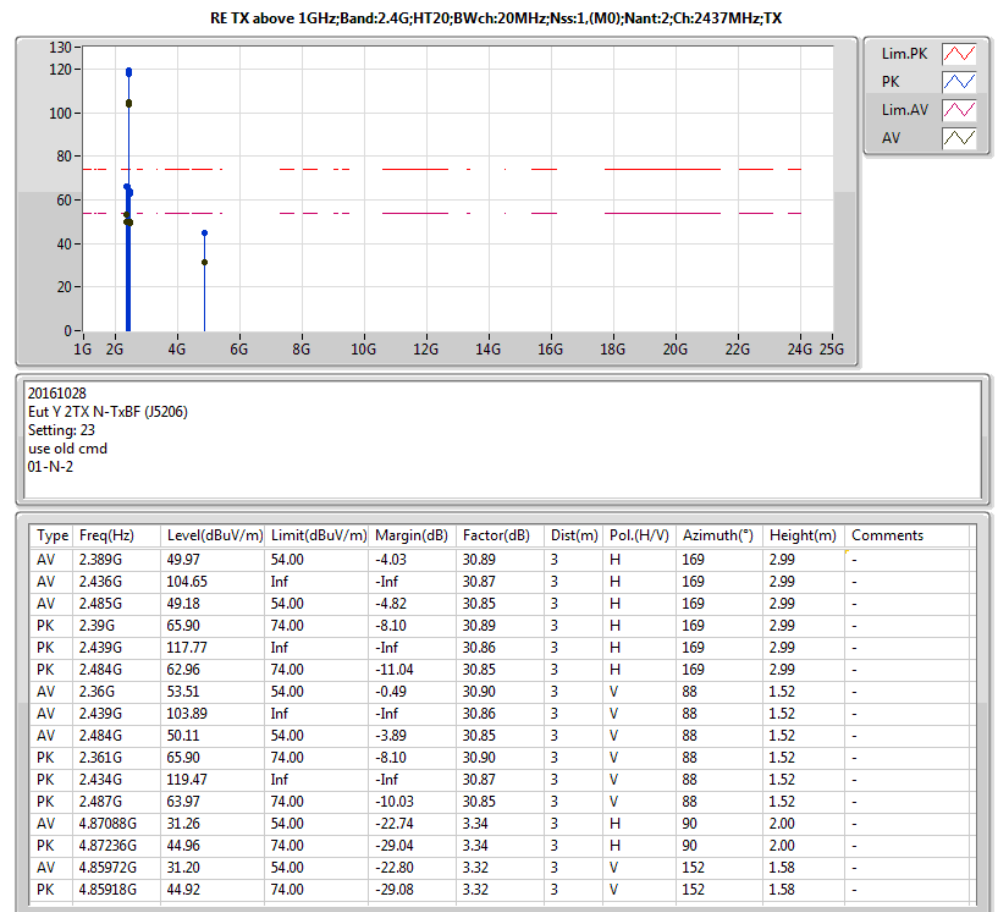 RE TX above 1GHz;Band:2.4G;HT20;BWch:20MHz;Nss:1,(M0);Nant:2;Ch:2437MHz;TX
130
120
100
80
60
40
20
0
1G 2G 4G 6G 8G 10G 12G 14G 16G 18G 20G 22G 24G 25G
Lim.PK
PK
Lim.AV
AV
20161028
Eut Y 2TX N-TxBF (J5206)
Setting: 23
use old cmd
01-N-2
Type Freq(Hz) Level(dBuV/m) Limit(dBuV/m) Margin(dB) Factor(dB) Dist(m) Pol.(H/V) Azimuth(°) Height(m) Comments
AV 2.389G 49.97 54.00 -4.03 30.89 3 H 169 2.99 -
AV 2.436G 104.65 Inf -Inf 30.87 3 H 169 2.99 -
AV 2.485G 49.18 54.00 -4.82 30.85 3 H 169 2.99 -
PK 2.39G 65.90 74.00 -8.10 30.89 3 H 169 2.99 -
PK 2.439G 117.77 Inf -Inf 30.86 3 H 169 2.99 -
PK 2.484G 62.96 74.00 -11.04 30.85 3 H 169 2.99 -
AV 2.36G 53.51 54.00 -0.49 30.90 3 V 88 1.52 -
AV 2.439G 103.89 Inf -Inf 30.86 3 V 88 1.52 -
AV 2.484G 50.11 54.00 -3.89 30.85 3 V 88 1.52 -
PK 2.361G 65.90 74.00 -8.10 30.90 3 V 88 1.52 -
PK 2.434G 119.47 Inf -Inf 30.87 3 V 88 1.52 -
PK 2.487G 63.97 74.00 -10.03 30.85 3 V 88 1.52 -
AV 4.87088G 31.26 54.00 -22.74 3.34 3 H 90 2.00 -
PK 4.87236G 44.96 74.00 -29.04 3.34 3 H 90 2.00 -
AV 4.85972G 31.20 54.00 -22.80 3.32 3 V 152 1.58 -
PK 4.85918G 44.92 74.00 -29.08 3.32 3 V 152 1.58 -